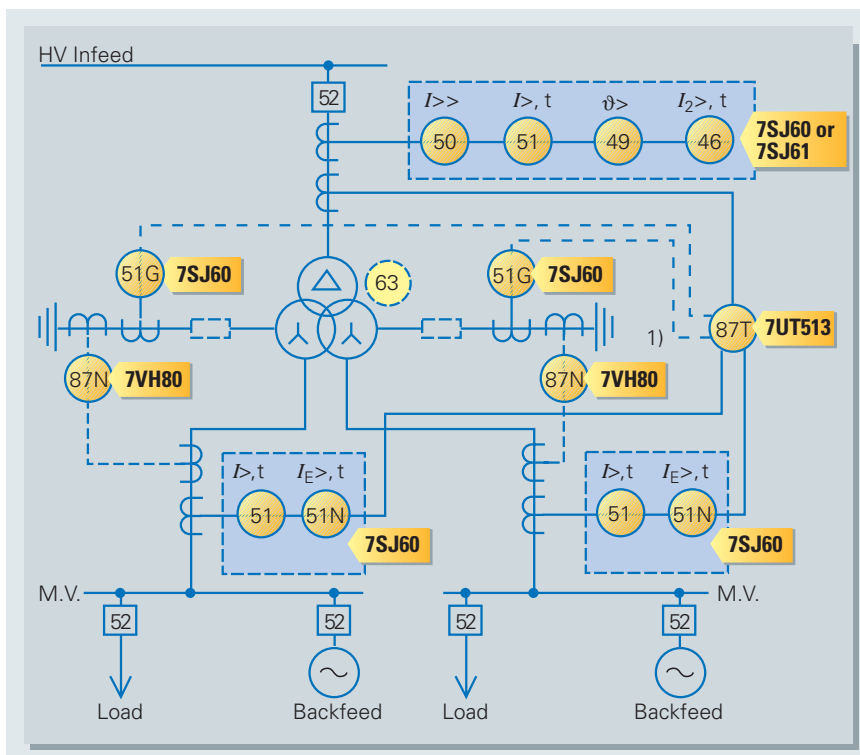 HV Infeed
52
I>> I>, t ϑ> I2>, t
50 51 49 46
7SJ60 or
7SJ61
51G 7SJ60
63
51G 7SJ60
1)
87T 7UT513
87N 7VH80
87N 7VH80
I>,t IE>, t
51 51N
7SJ60
I>,t IE>, t
51 51N
7SJ60
M.V.
M.V.
52 52 52 52
Load Backfeed Load Backfeed